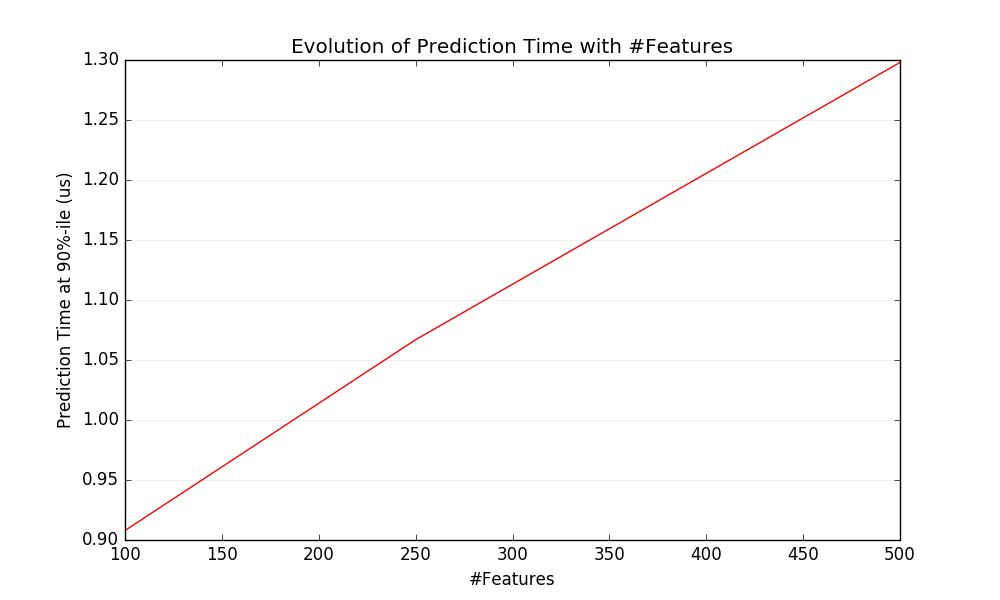 Evolution of Prediction Time with #Features
1.30
1.25
1.20
1.15
1.10
1.05
1.00
0.95
0.90
Prediction Time at 90%-ile (us)
100 150 200 250 300 350 400 450 500
#Features